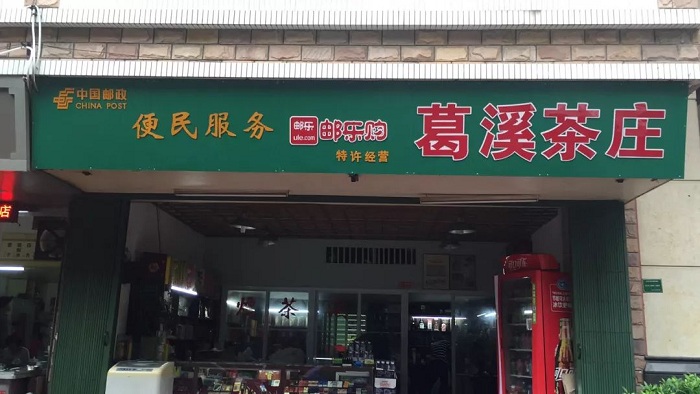 中国邮政
CHINA POST
便民服务
邮乐
ule.com
邮乐购
特许经营
葛溪茶庄
店
茶